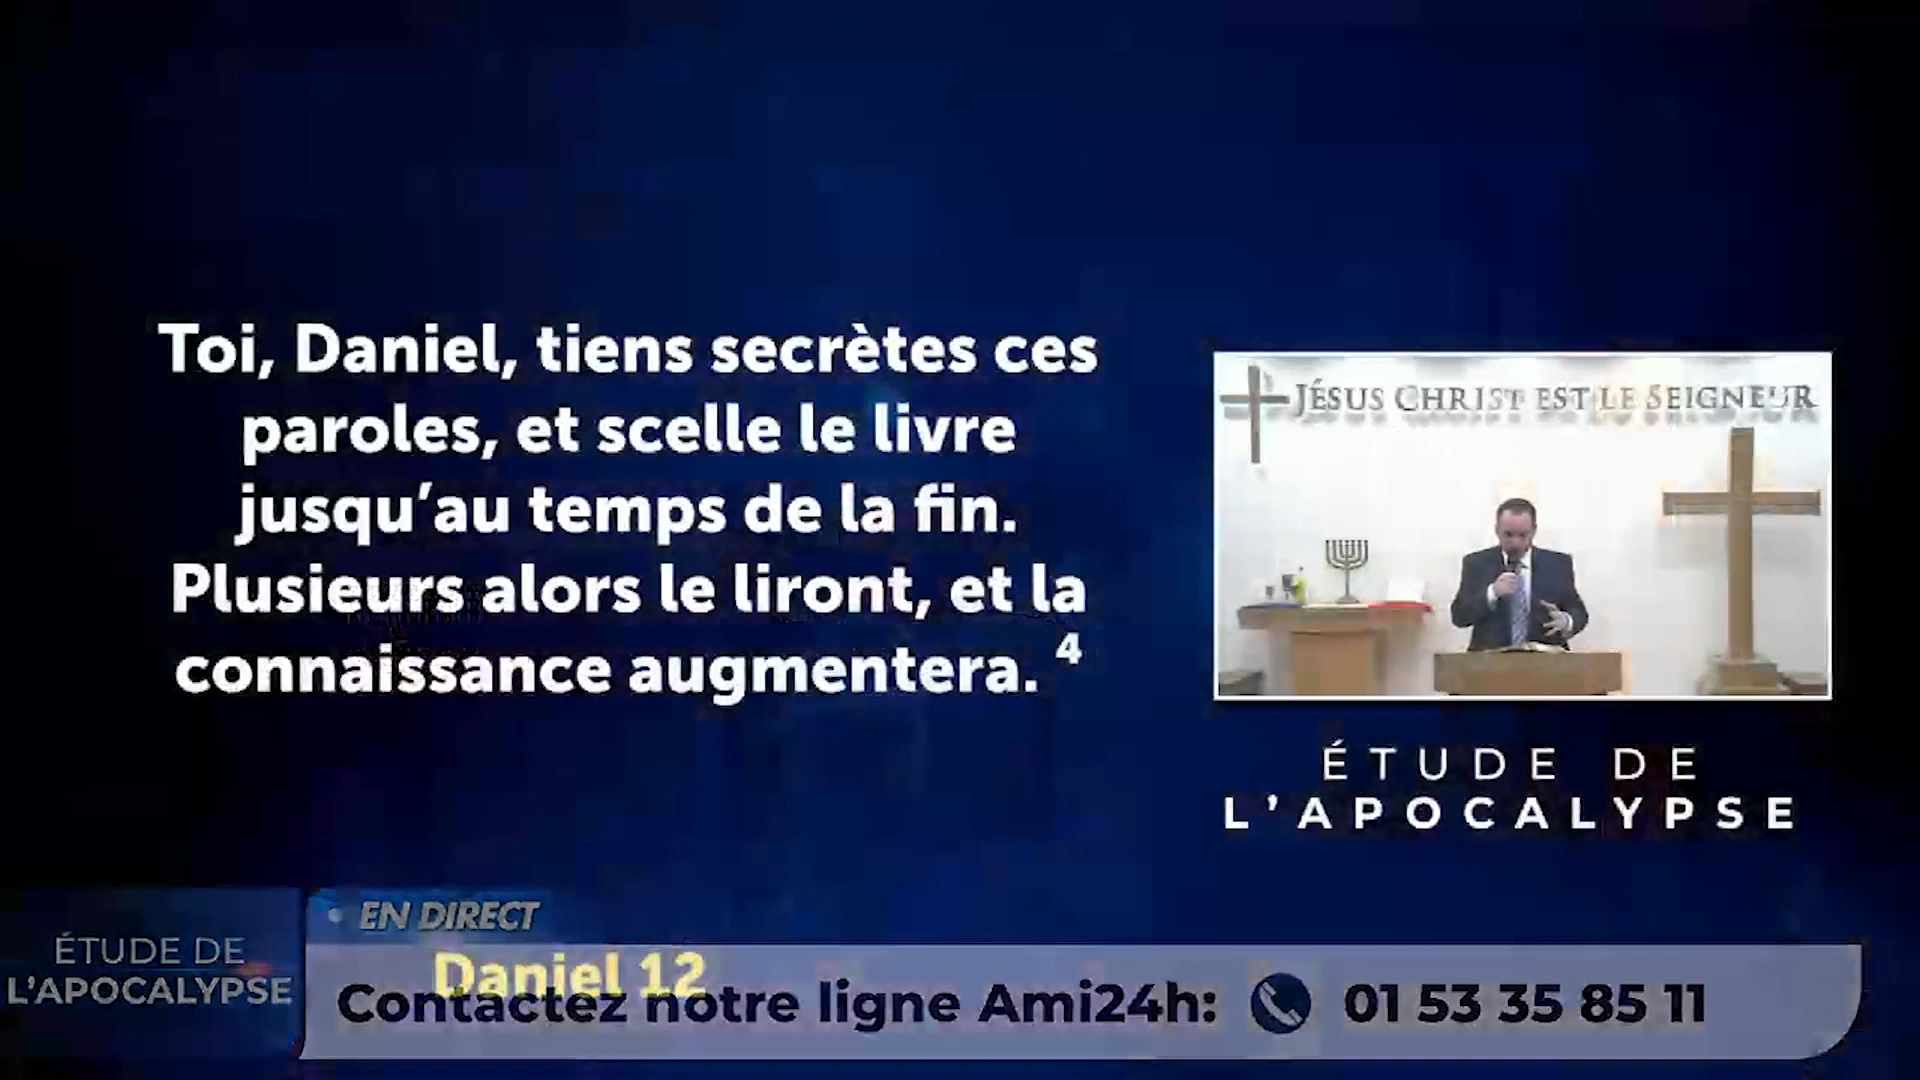 Toi, Daniel, tiens secrètes ces
paroles, et scelle le livre
jusqu’au temps de la fin.
Plusieurs alors le liront, et la
connaissance augmentera. 4
JÉSUS CHRIST EST LE SEIGNEUR
ÉTUDE DE
L’APOCALYPSE
EN DIRECT
ÉTUDE DE
L’APOCALYPSE
Daniel 12
Contactez notre ligne Ami24h: 01 53 35 85 11